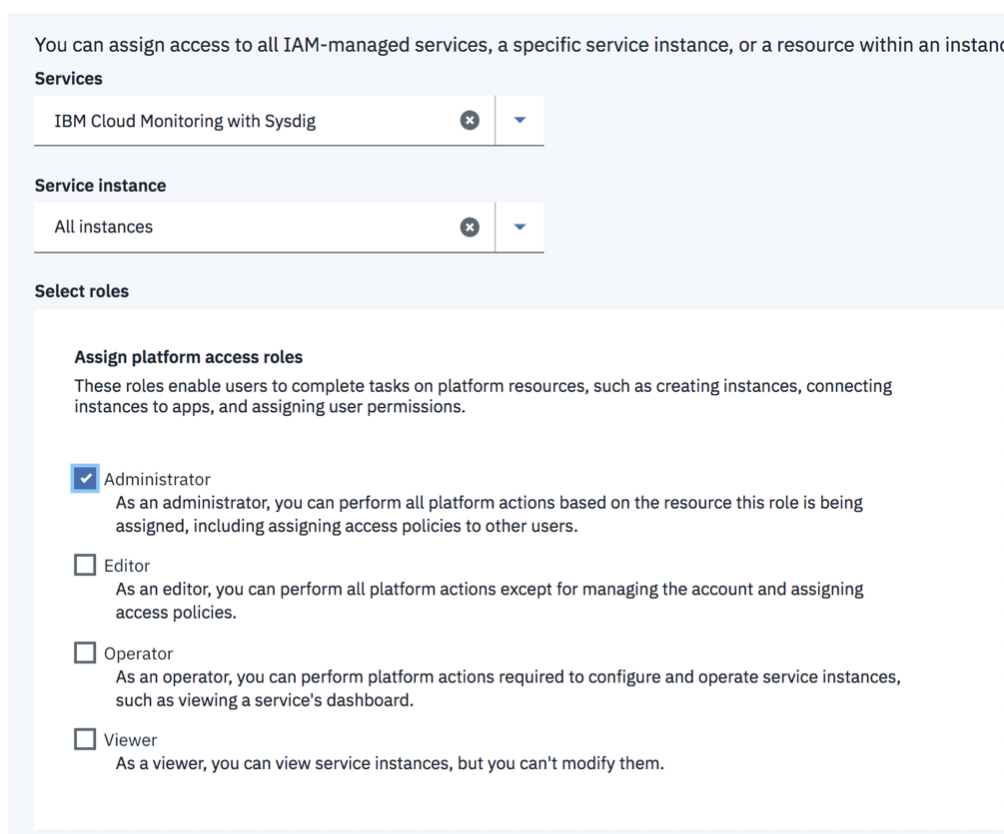 You can assign access to all IAM-managed services, a specific service instance, or a resource within an instanc
Services
IBM Cloud Monitoring with Sysdig
Service instance
All instances
Select roles
Assign platform access roles
These roles enable users to complete tasks on platform resources, such as creating instances, connecting
instances to apps, and assigning user permissions.
Administrator
As an administrator, you can perform all platform actions based on the resource this role is being
assigned, including assigning access policies to other users.
Editor
As an editor, you can perform all platform actions except for managing the account and assigning
access policies.
Operator
As an operator, you can perform platform actions required to configure and operate service instances,
such as viewing a service's dashboard.
Viewer
As a viewer, you can view service instances, but you can't modify them.